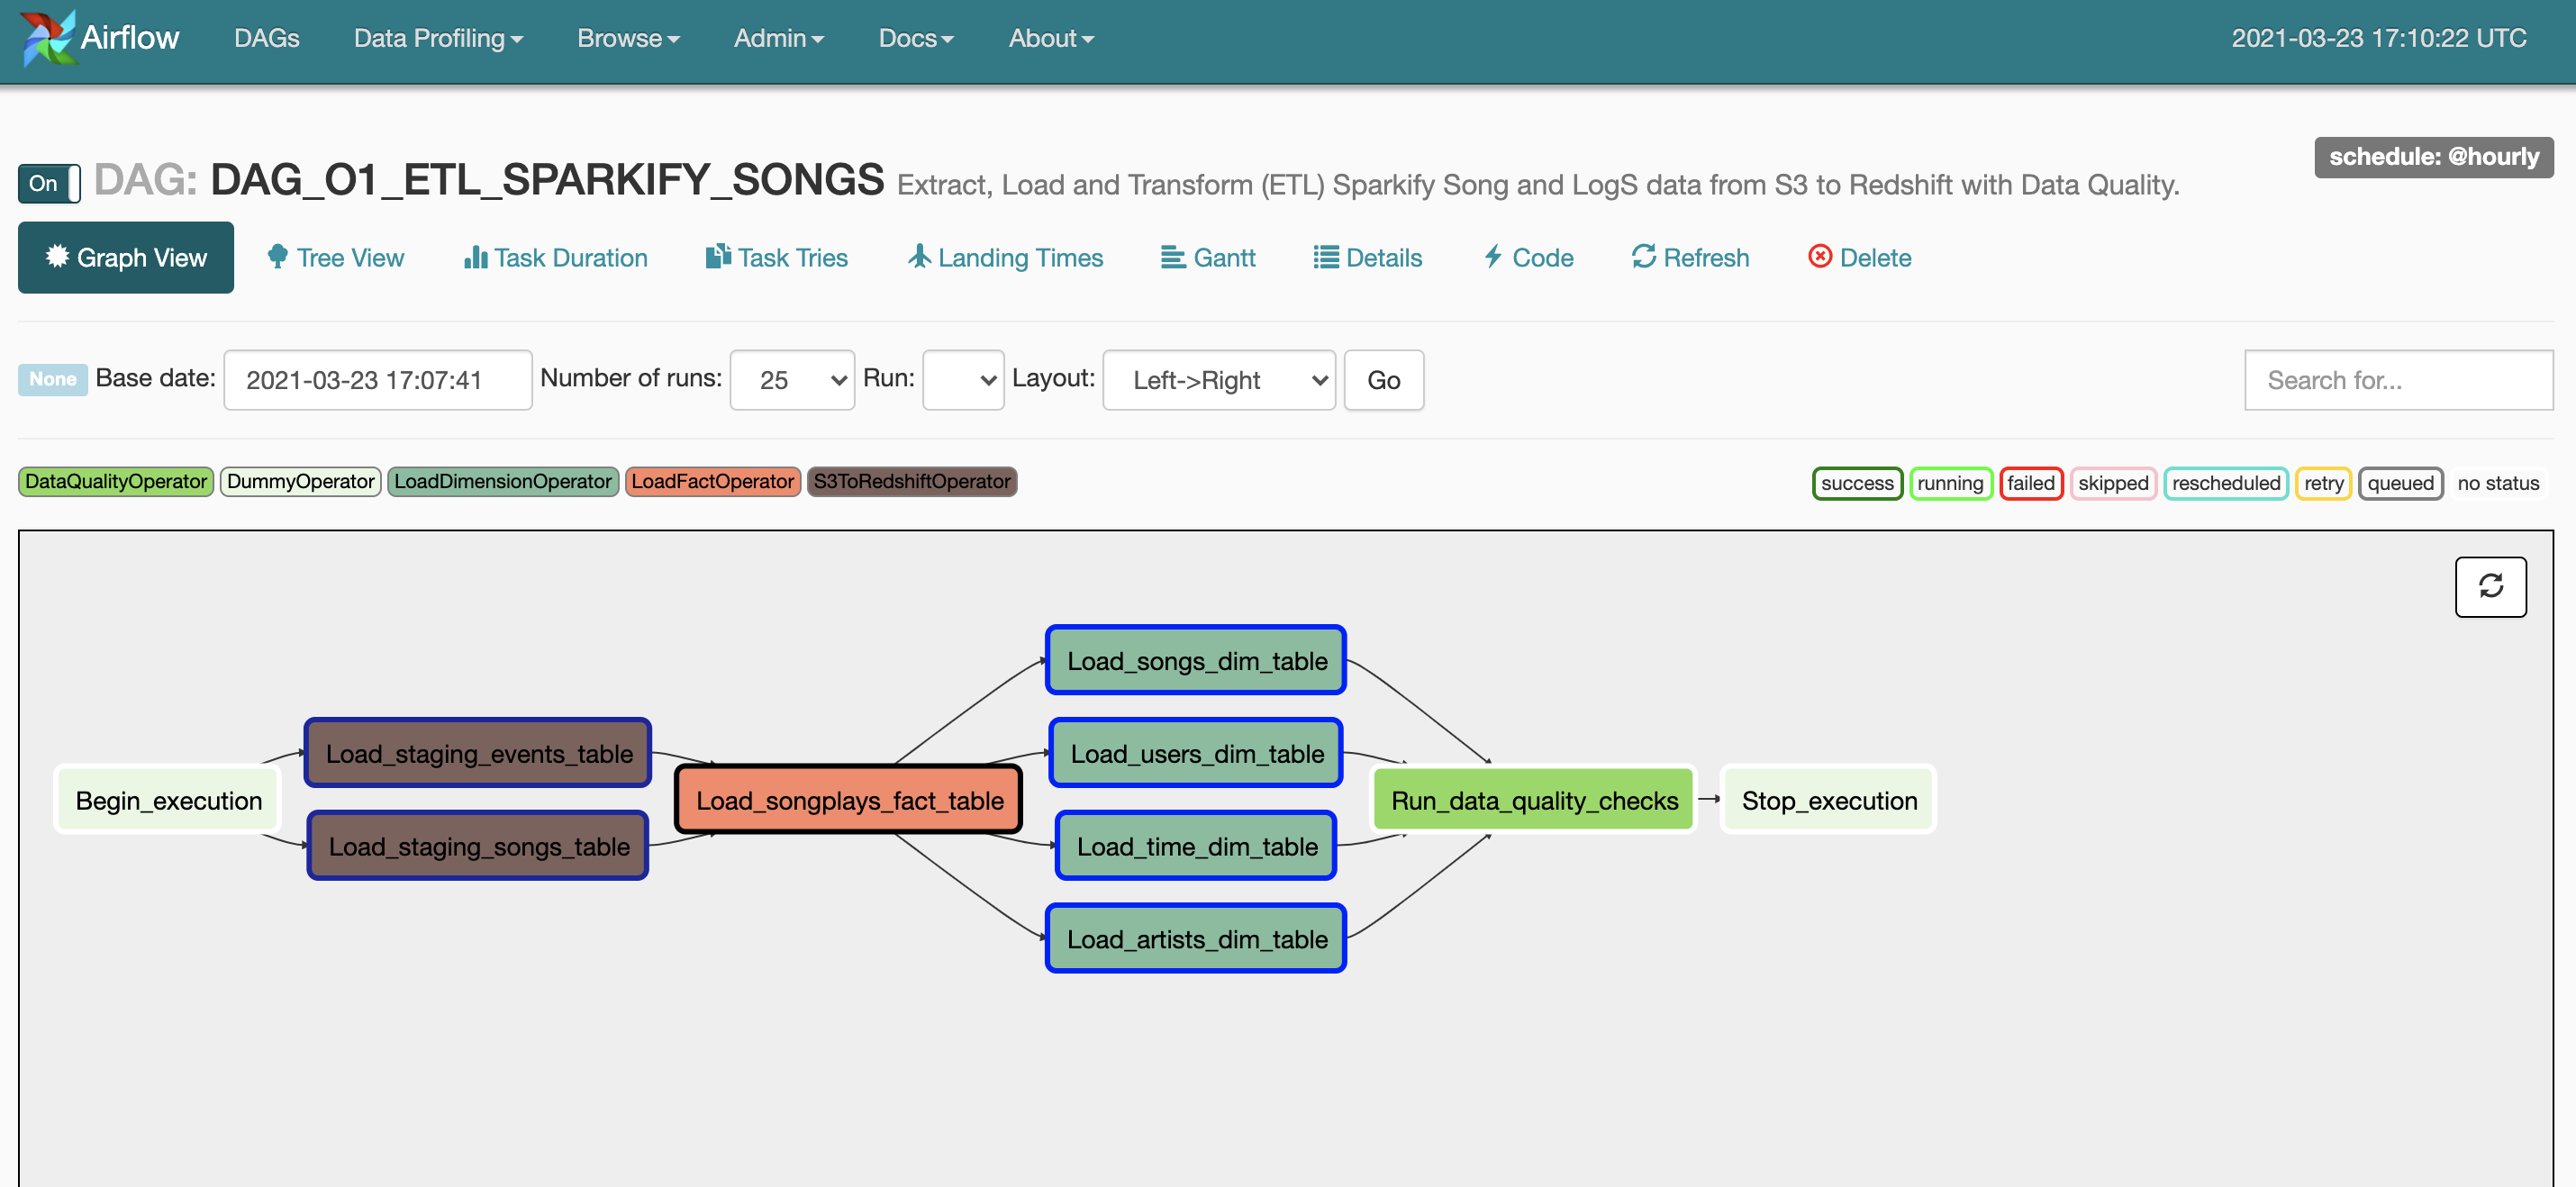 Airflow DAGs Data Profiling Browse Admin Docs About 2021-03-23 17:10:22 UTC
schedule: @hourly
On DAG: DAG_O1_ETL_SPARKIFY_SONGS Extract, Load and Transform (ETL) Sparkify Song and LogS data from S3 to Redshift with Data Quality.
Graph View Tree View Task Duration Task Tries Landing Times Gantt Details Code Refresh Delete
None Base date: 2021-03-23 17:07:41 Number of runs: 25 Run: Layout: Left->Right Go Search for...
DataQualityOperator DummyOperator LoadDimensionOperator LoadFactOperator S3ToRedshiftOperator success running failed skipped rescheduled retry queued no status
Load_songs_dim_table
Load_staging_events_table Load_users_dim_table
Begin_execution Load_songplays_fact_table Run_data_quality_checks Stop_execution
Load_staging_songs_table Load_time_dim_table
Load_artists_dim_table